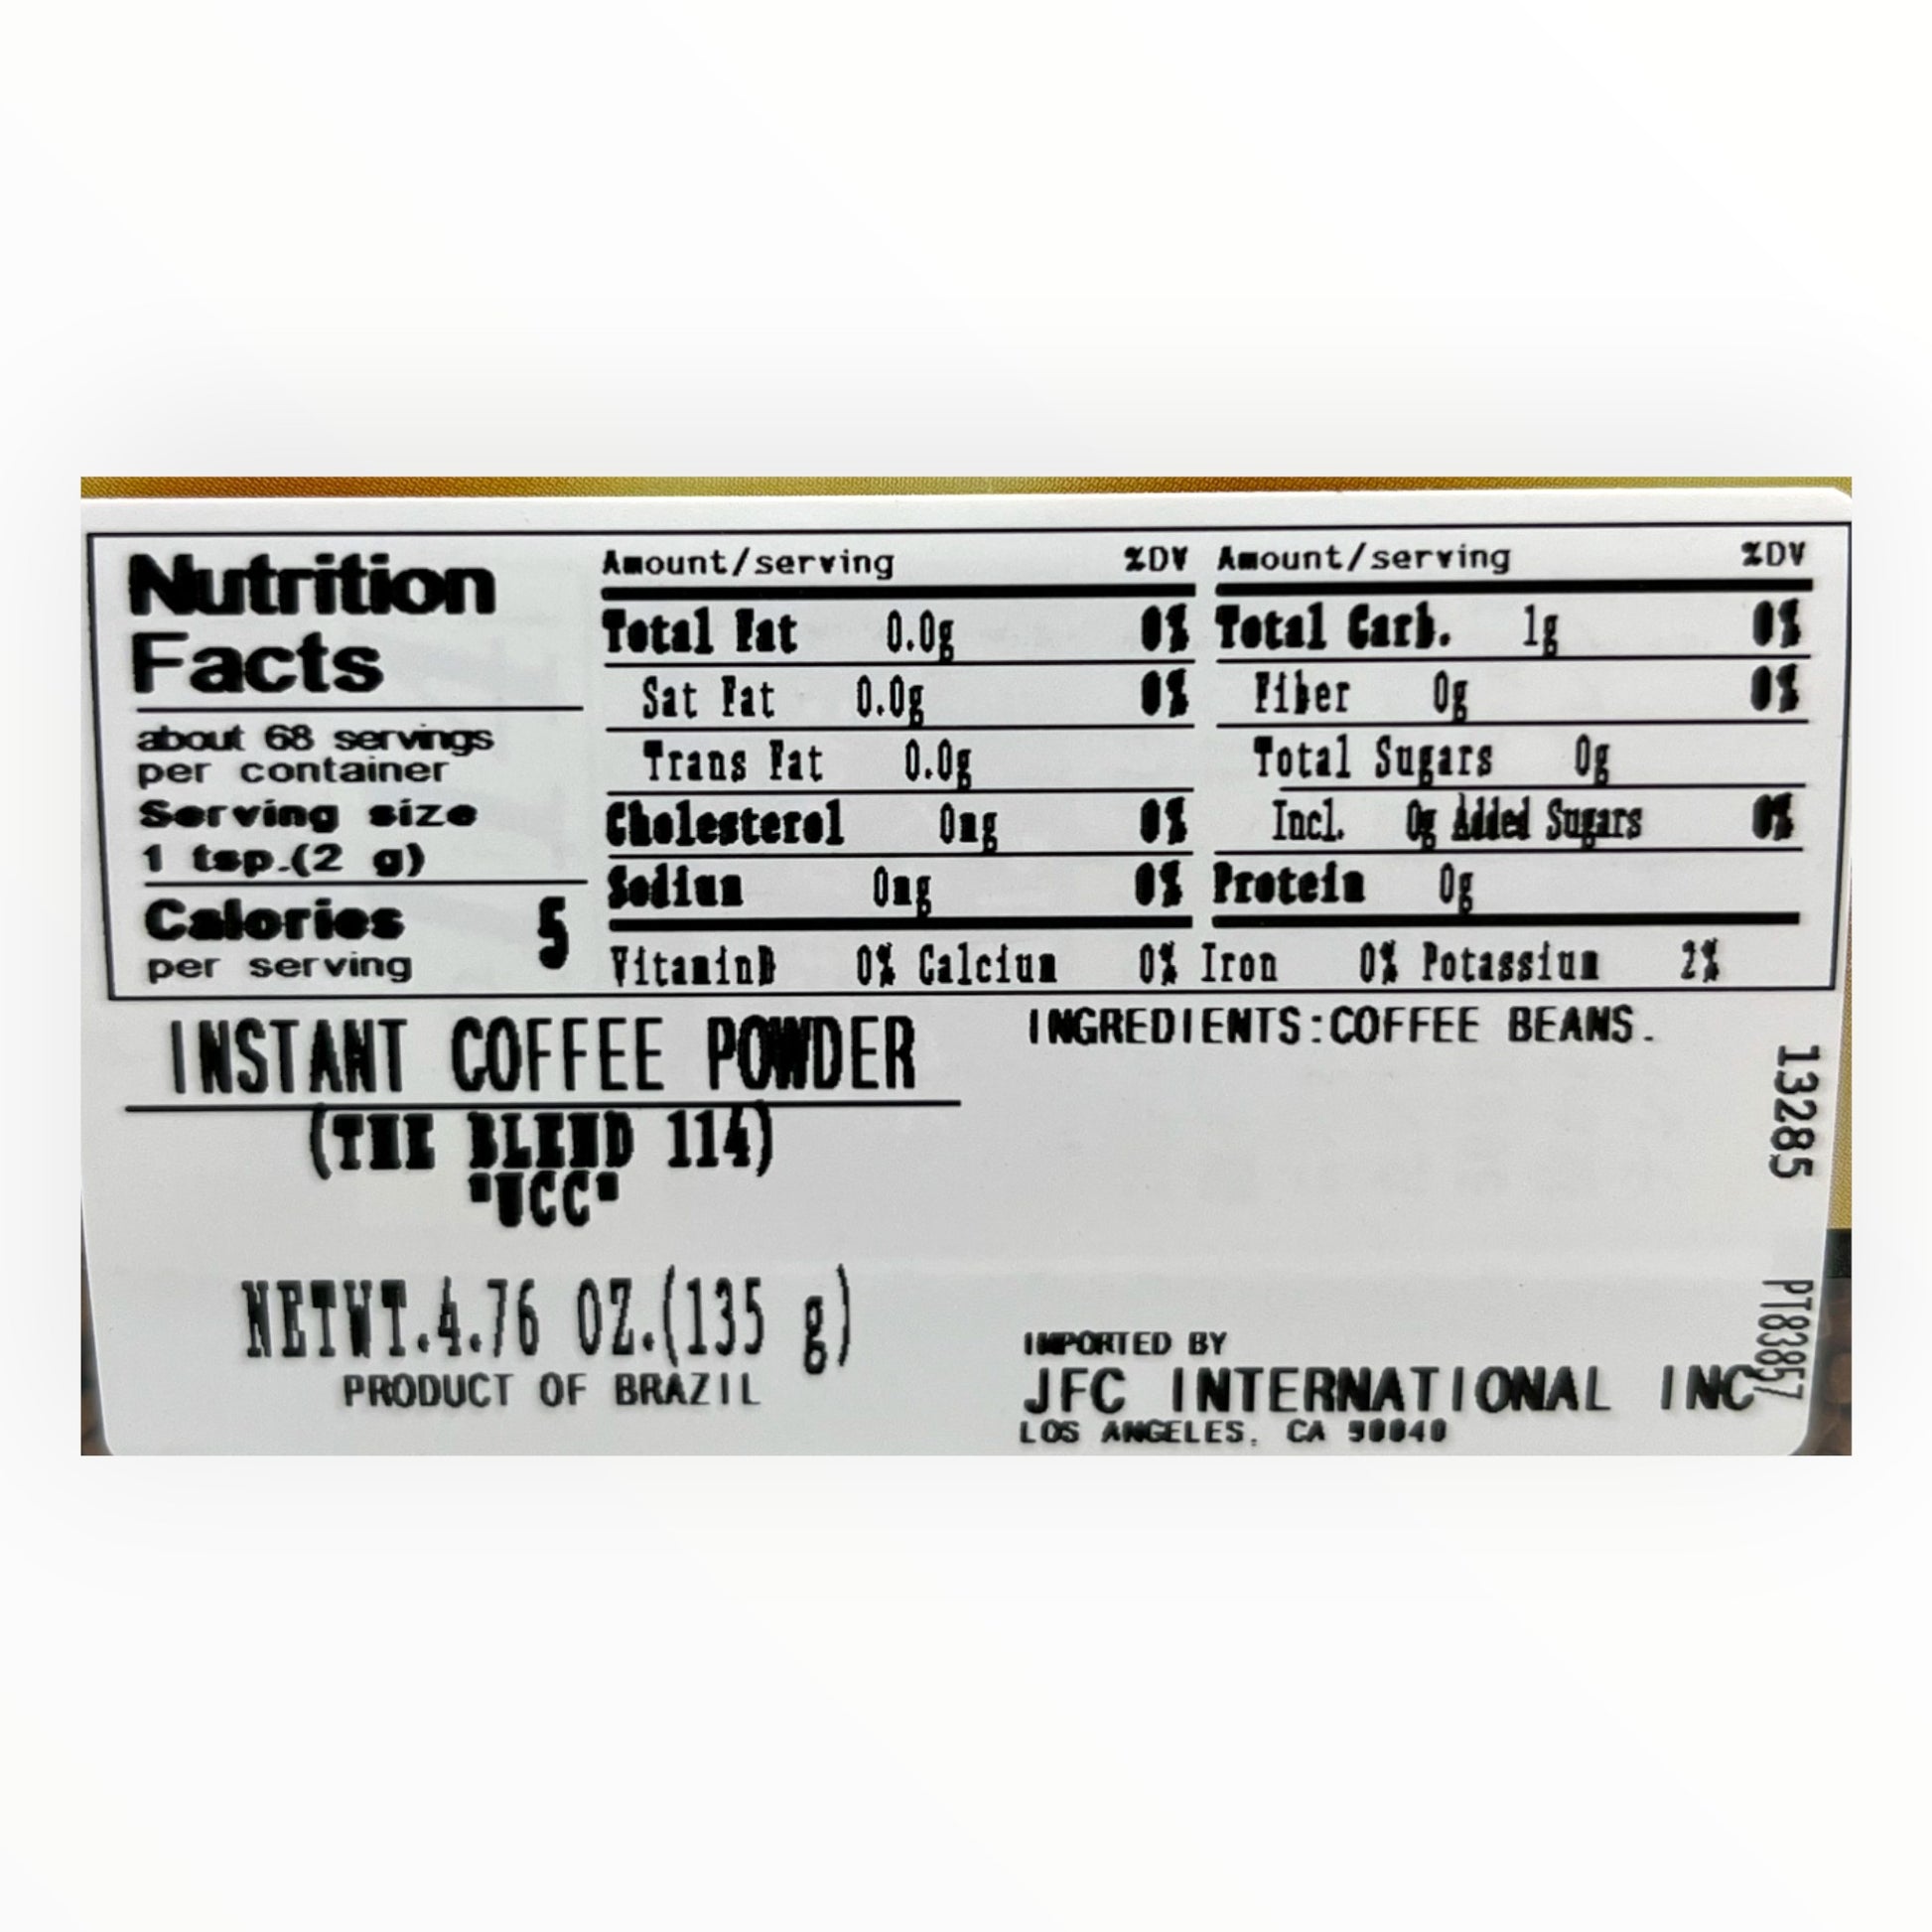 Nutrition
Facts
about 68 servings
per container
Serving size
1 tsp.(2 g)
Calories 5
per serving
Amount/serving %DV
Total Fat 0.0g 0%
Sat Fat 0.0g 0%
Trans Fat 0.0g
Cholesterol 0mg 0%
Sodium 0mg 0%
Amount/serving %DV
Total Carb. 1g 0%
Fiber 0g 0%
Total Sugars 0g
Incl. 0g Added Sugars 0%
Protein 0g
VitaminD 0% Calcium 0% Iron 0% Potassium 2%
INSTANT COFFEE POWDER
(THE BLEND 114)
"UCC"
NETWT.4.76 OZ.(135 g)
PRODUCT OF BRAZIL
INGREDIENTS:COFFEE BEANS.
IMPORTED BY
JFC INTERNATIONAL INC
LOS ANGELES, CA 90040
13285
PT83857